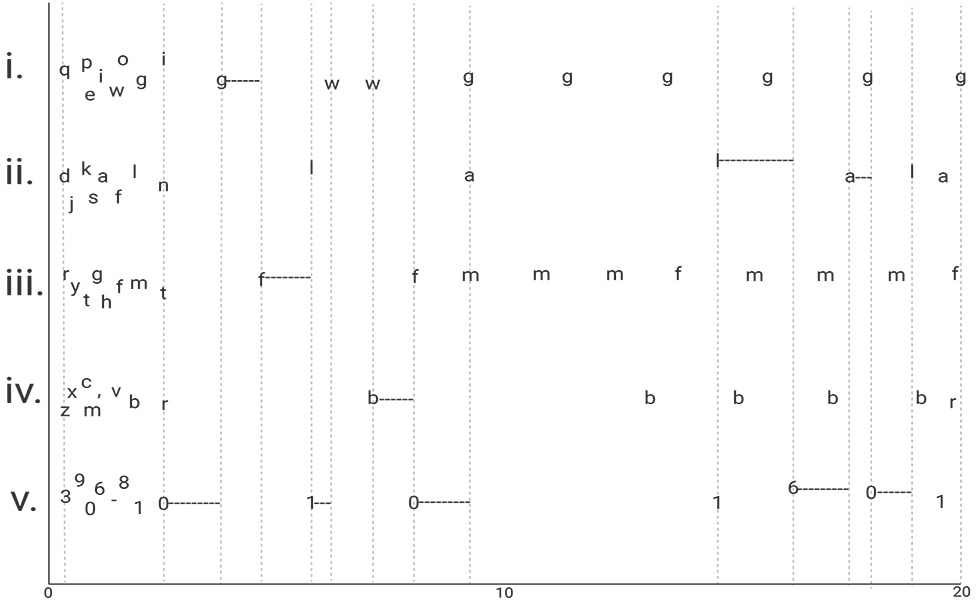 i. q p i o i e w g g w w g g g g g g
ii. d k a l n j s f l a l a l a
iii. r y g t h f m t f f m m m f m m m f
iv. z x c , v m b r b b b b b r
v. 3 9 0 6 - 8 1 0 1 0 1 6 0 1
0 10 20